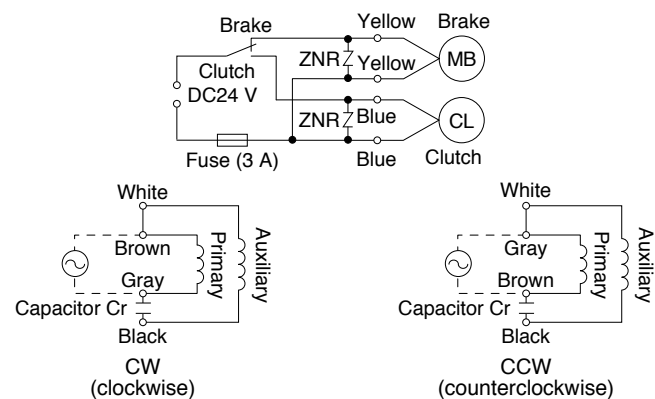 Brake
Yellow
Brake
ZNR
Yellow
MB
Clutch
DC24 V
ZNR
Blue
CL
Fuse (3 A)
Blue
Clutch
White
Brown
Primary
Auxiliary
Gray
Capacitor Cr
Black
CW
(clockwise)
White
Gray
Primary
Auxiliary
Brown
Capacitor Cr
Black
CCW
(counterclockwise)